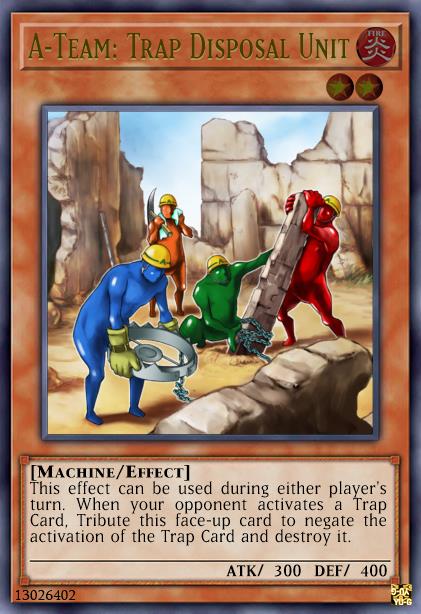 A-Team: Trap Disposal Unit
FIRE
炎
[Machine/Effect]
This effect can be used during either player's
turn. When your opponent activates a Trap
Card, Tribute this face-up card to negate the
activation of the Trap Card and destroy it.
ATK/ 300 DEF/ 400
13026402